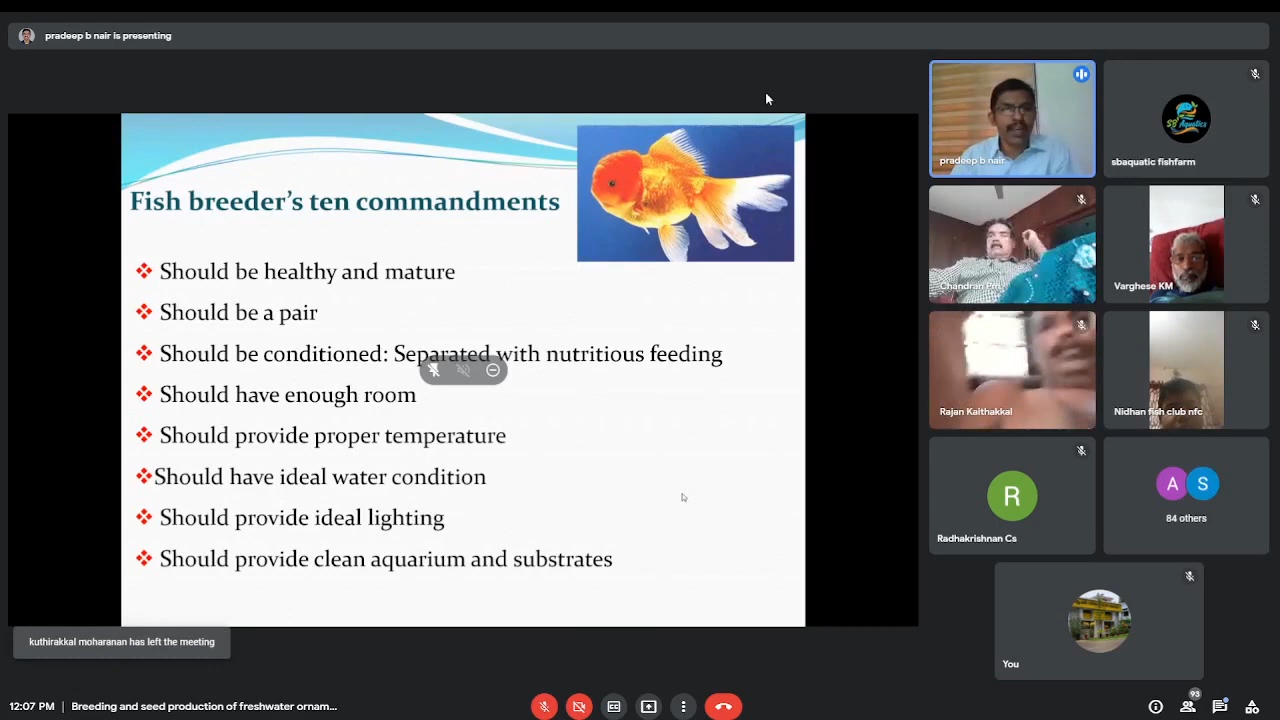 pradeep b nair is presenting
Fish breeder's ten commandments
Should be healthy and mature
Should be a pair
Should be conditioned: Separated with nutritious feeding
Should have enough room
Should provide proper temperature
Should have ideal water condition
Should provide ideal lighting
Should provide clean aquarium and substrates
kuthirakkal moharanan has left the meeting
pradeep b nair
SB Aquatics
sbaquatic fishfarm
Chandran Pm
Varghese KM
Rajan Kaithakkal
Nidhan fish club nfc
R
Radhakrishnan Cs
A S
84 others
You
12:07 PM | Breeding and seed production of freshwater ornam...
93